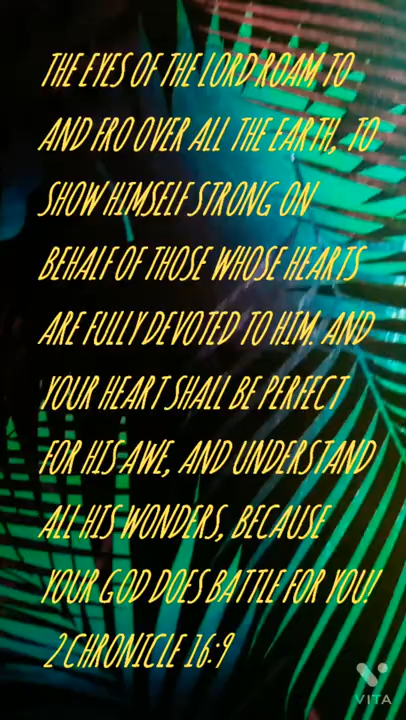 THE EYES OF THE LORD ROAM TO
AND FRO OVER ALL THE EARTH, TO
SHOW HIMSELF STRONG ON
BEHALF OF THOSE WHOSE HEARTS
ARE FULLY DEVOTED TO HIM. AND
YOUR HEART SHALL BE PERFECT
FOR HIS AWE, AND UNDERSTAND
ALL HIS WONDERS, BECAUSE
YOUR GOD DOES BATTLE FOR YOU!
2 CHRONICLE 16:9
VITA